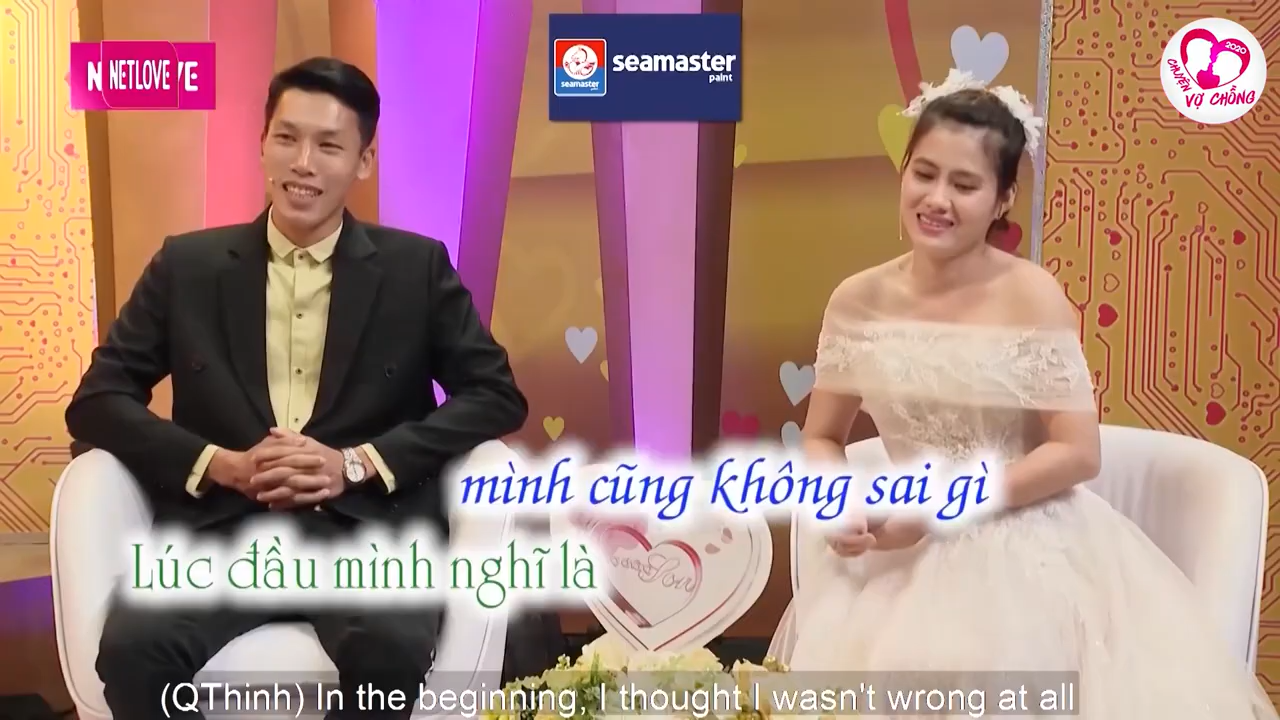 NETLOVE
seamaster
paint
seamaster
2020
CHUYỆN
VỢ CHỒNG
mình cũng không sai gì
Lúc đầu mình nghĩ là
(QThinh) In the beginning, I thought I wasn't wrong at all